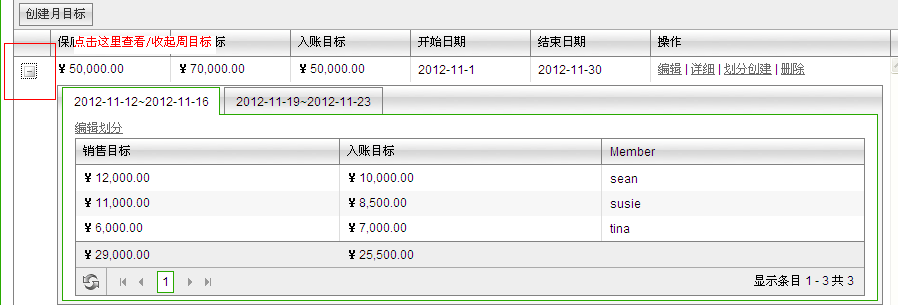 创建月目标
保 点击这里查看/收起周目标 标 入账目标 开始日期 结束日期 操作
¥ 50,000.00 ¥ 70,000.00 ¥ 50,000.00 2012-11-1 2012-11-30 编辑 | 详细 | 划分创建 | 删除
2012-11-12~2012-11-16 2012-11-19~2012-11-23
编辑划分
销售目标 入账目标 Member
¥ 12,000.00 ¥ 10,000.00 sean
¥ 11,000.00 ¥ 8,500.00 susie
¥ 6,000.00 ¥ 7,000.00 tina
¥ 29,000.00 ¥ 25,500.00
1 显示条目 1 - 3 共 3